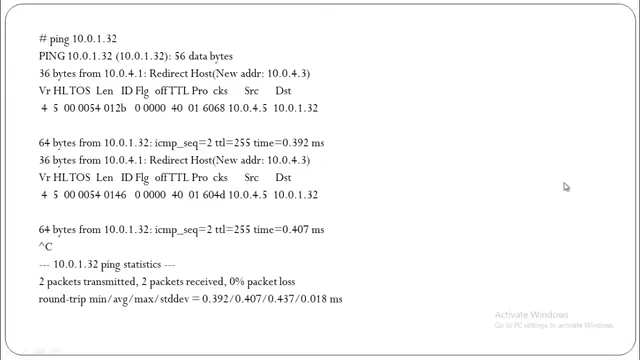 # ping 10.0.1.32
PING 10.0.1.32 (10.0.1.32): 56 data bytes
36 bytes from 10.0.4.1: Redirect Host(New addr: 10.0.4.3)
Vr HL TOS Len ID Flg off TTL Pro cks Src Dst
4 5 00 0054 012b 0 0000 40 01 6068 10.0.4.5 10.0.1.32
64 bytes from 10.0.1.32: icmp_seq=2 ttl=255 time=0.392 ms
36 bytes from 10.0.4.1: Redirect Host(New addr: 10.0.4.3)
Vr HL TOS Len ID Flg off TTL Pro cks Src Dst
4 5 00 0054 0146 0 0000 40 01 604d 10.0.4.5 10.0.1.32
64 bytes from 10.0.1.32: icmp_seq=2 ttl=255 time=0.407 ms
^C
--- 10.0.1.32 ping statistics ---
2 packets transmitted, 2 packets received, 0% packet loss
round-trip min/avg/max/stddev = 0.392/0.407/0.437/0.018 ms
Activate Windows
Go to PC settings to activate Windows.